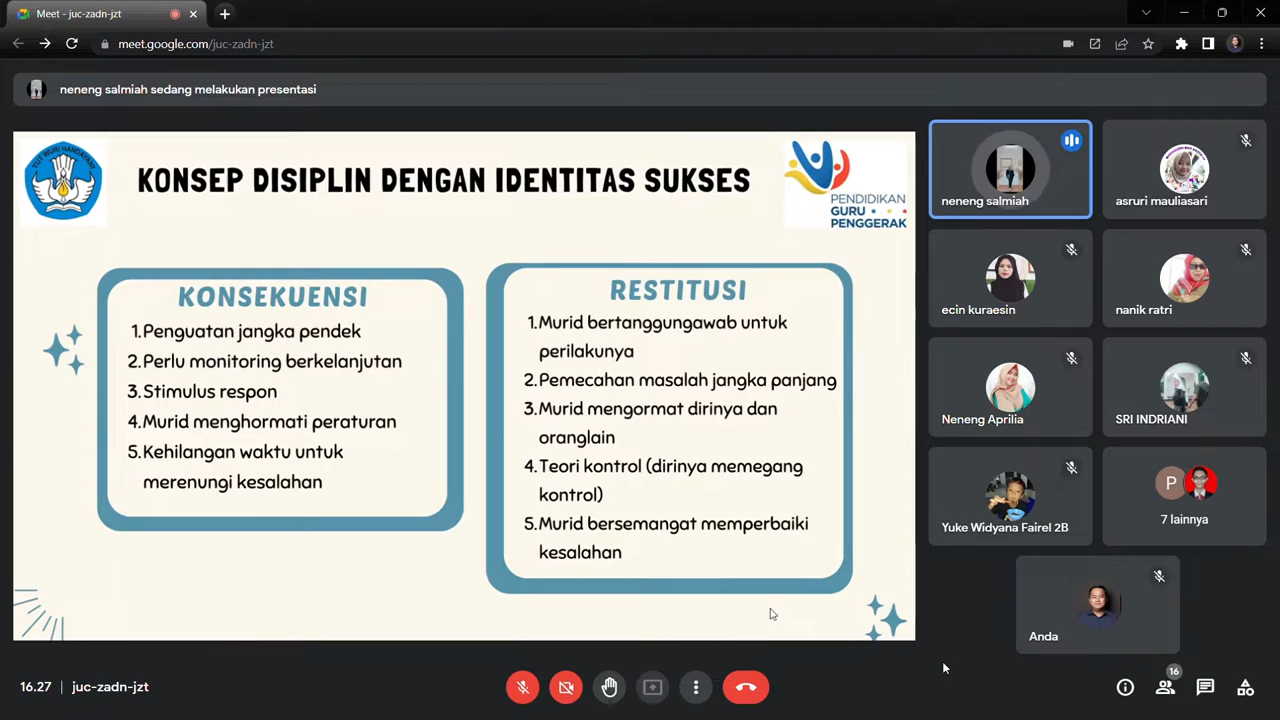 Meet - juc-zadn-jzt
meet.google.com/juc-zadn-jzt
neneng salmiah sedang melakukan presentasi
TUT WURI HANDAYANI
KONSEP DISIPLIN DENGAN IDENTITAS SUKSES
PENDIDIKAN
GURU
PENGGERAK
KONSEKUENSI
1.Penguatan jangka pendek
2.Perlu monitoring berkelanjutan
3.Stimulus respon
4.Murid menghormati peraturan
5.Kehilangan waktu untuk
merenungi kesalahan
RESTITUSI
1.Murid bertanggungawab untuk
perilakunya
2.Pemecahan masalah jangka panjang
3.Murid mengormat dirinya dan
oranglain
4.Teori kontrol (dirinya memegang
kontrol)
5.Murid bersemangat memperbaiki
kesalahan
neneng salmiah
asruri mauliasari
ecin kuraesin
nanik ratri
Neneng Aprilia
SRI INDRIANI
Yuke Widyana Fairel 2B
P
7 lainnya
Anda
16.27 | juc-zadn-jzt
16